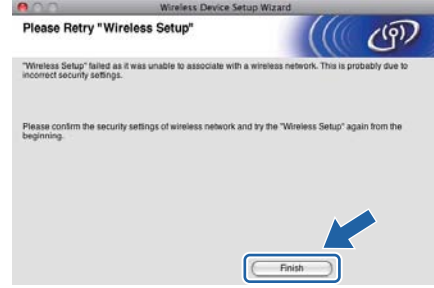 Wireless Device Setup Wizard
Please Retry "Wireless Setup"
"Wireless Setup" failed as it was unable to associate with a wireless network. This is probably due to
incorrect security settings.
Please confirm the security settings of wireless network and try the "Wireless Setup" again from the
beginning.
Finish